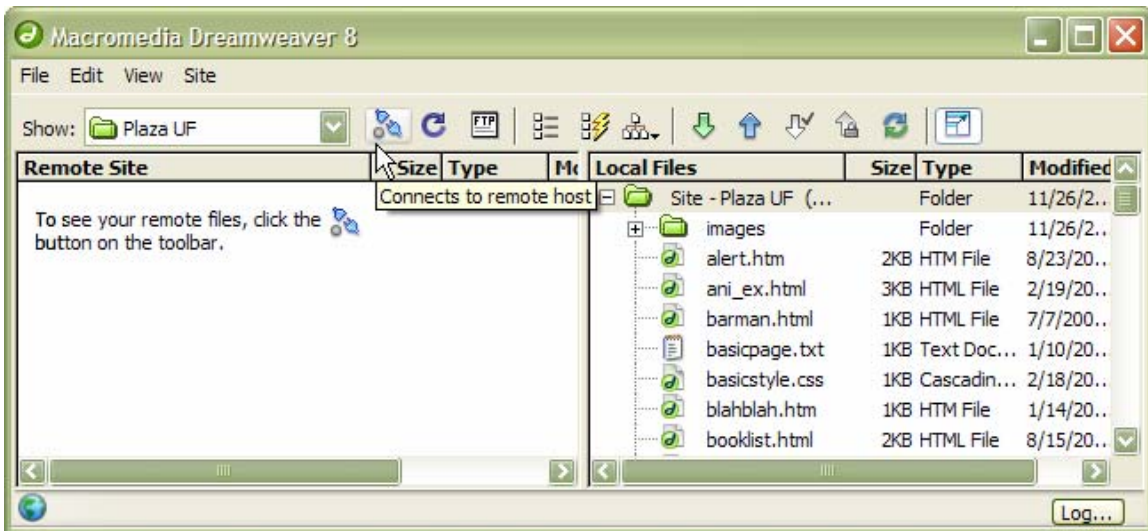 Macromedia Dreamweaver 8
File Edit View Site
Show: Plaza UF FTP
Remote Site Size Type Mo Local Files Size Type Modified
Connects to remote host
To see your remote files, click the
button on the toolbar.
Site - Plaza UF (... Folder 11/26/2...
images Folder 11/26/2...
alert.htm 2KB HTM File 8/23/20...
ani_ex.html 3KB HTML File 2/19/20...
barman.html 1KB HTML File 7/7/200...
basicpage.txt 1KB Text Doc... 1/10/20...
basicstyle.css 1KB Cascadin... 2/18/20...
blahblah.htm 1KB HTM File 1/14/20...
booklist.html 2KB HTML File 8/15/20...
Log...